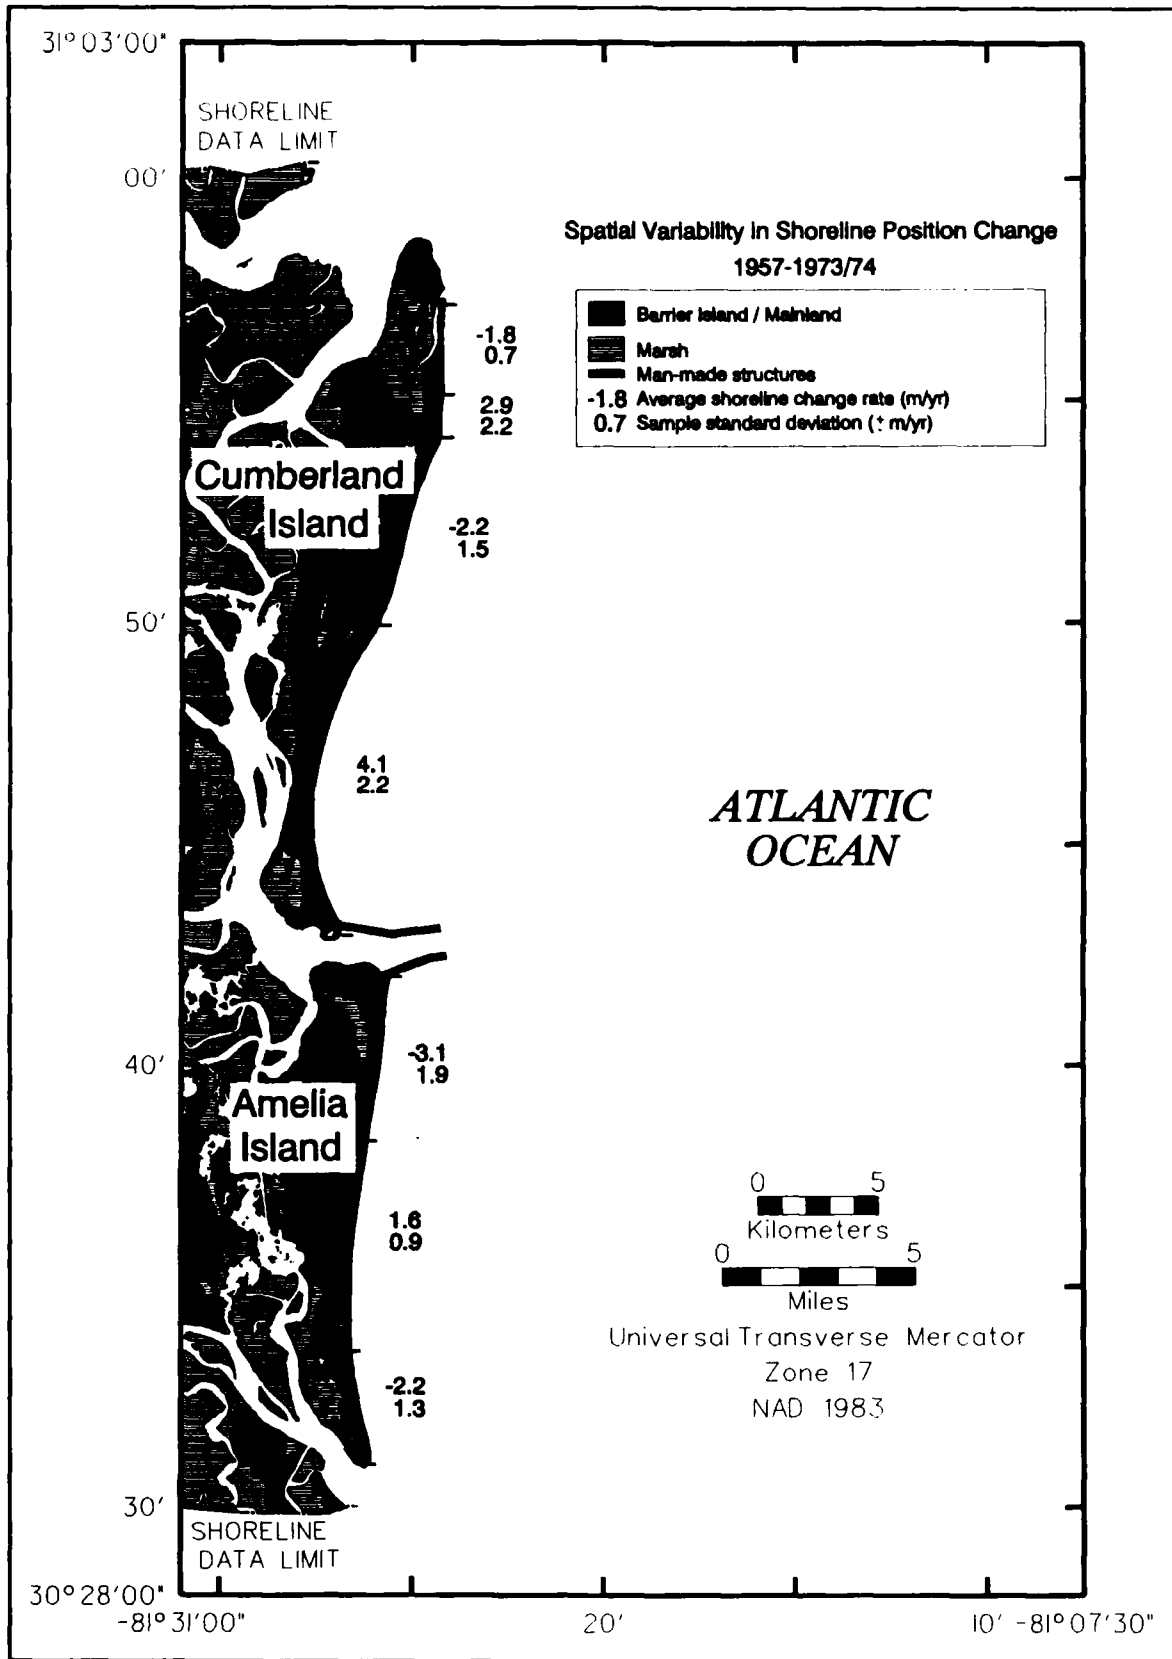 31°03'00"
SHORELINE
DATA LIMIT
00'
Spatial Variability in Shoreline Position Change
1957-1973/74
Barrier Island / Mainland
Marsh
Man-made structures
-1.8 Average shoreline change rate (m/yr)
0.7 Sample standard deviation (± m/yr)
-1.8
0.7
2.9
2.2
Cumberland
Island
-2.2
1.5
50'
4.1
2.2
ATLANTIC
OCEAN
-3.1
1.9
40'
Amelia
Island
1.6
0.9
0 5
Kilometers
0 5
Miles
Universal Transverse Mercator
Zone 17
NAD 1983
-2.2
1.3
30'
SHORELINE
DATA LIMIT
30°28'00"
-81°31'00" 20' 10' -81°07'30"